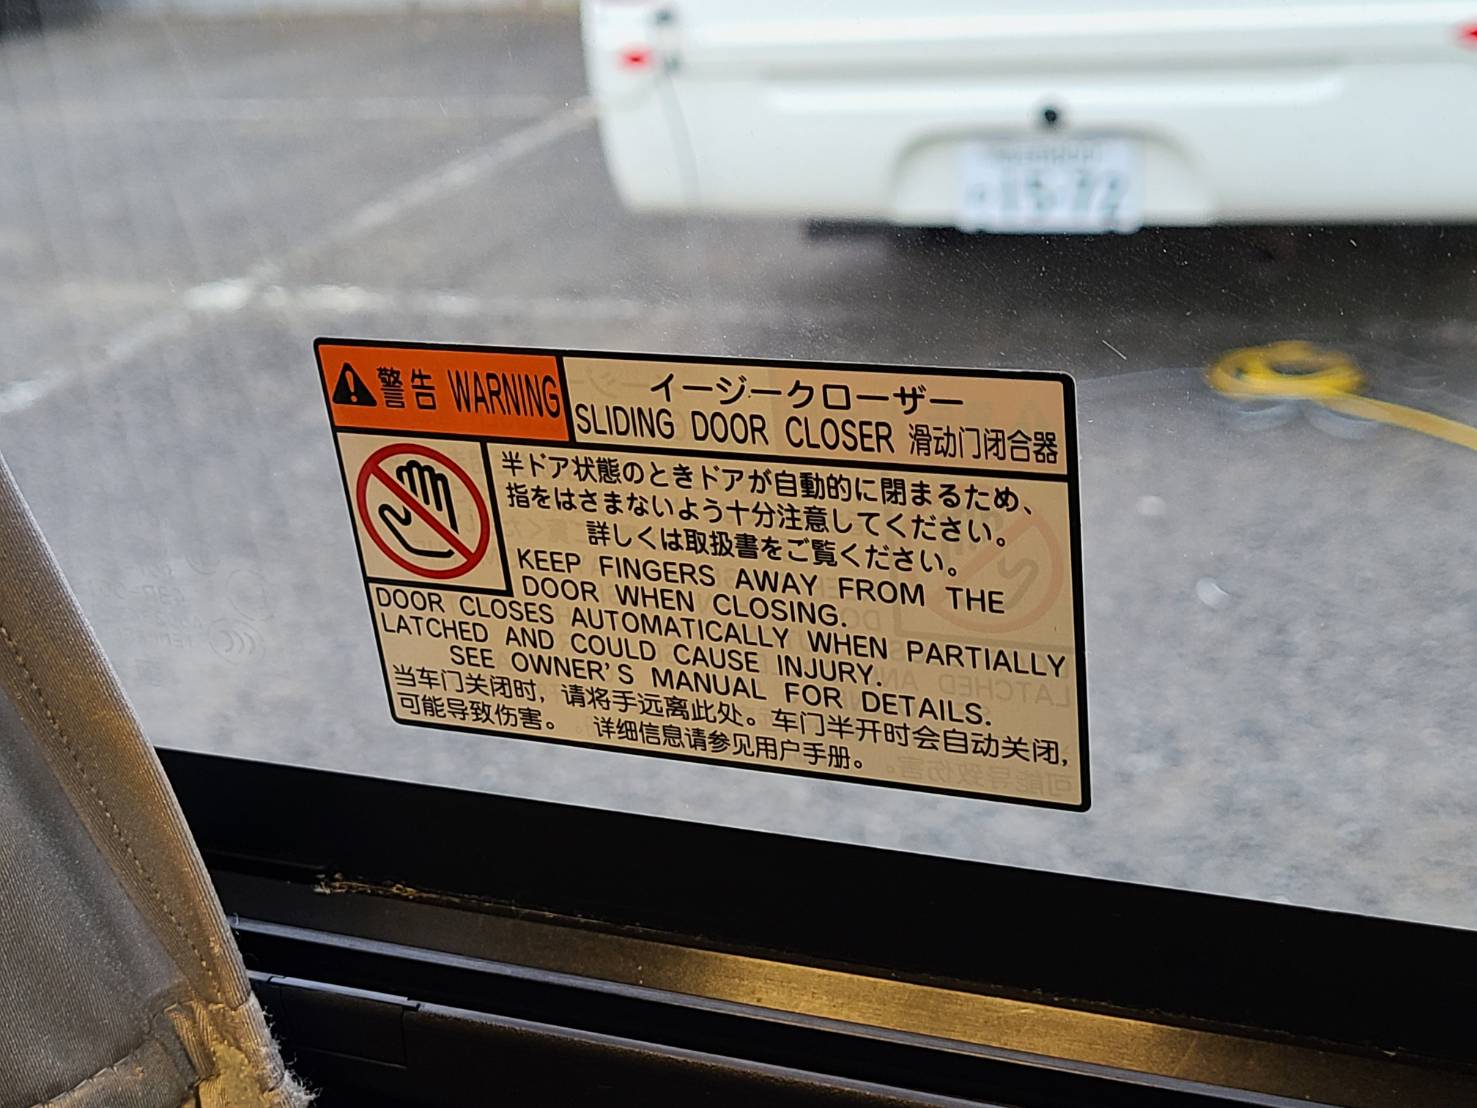 警告 WARNING
イージークローザー
SLIDING DOOR CLOSER 滑动门闭合器
半ドア状態のときドアが自動的に閉まるため、
指をはさまないよう十分注意してください。
詳しくは取扱書をご覧ください。
KEEP FINGERS AWAY FROM THE
DOOR WHEN CLOSING.
DOOR CLOSES AUTOMATICALLY WHEN PARTIALLY
LATCHED AND COULD CAUSE INJURY.
SEE OWNER'S MANUAL FOR DETAILS.
当车门关闭时，请将手远离此处。车门半开时会自动关闭，
可能导致伤害。 详细信息请参见用户手册。
15-72